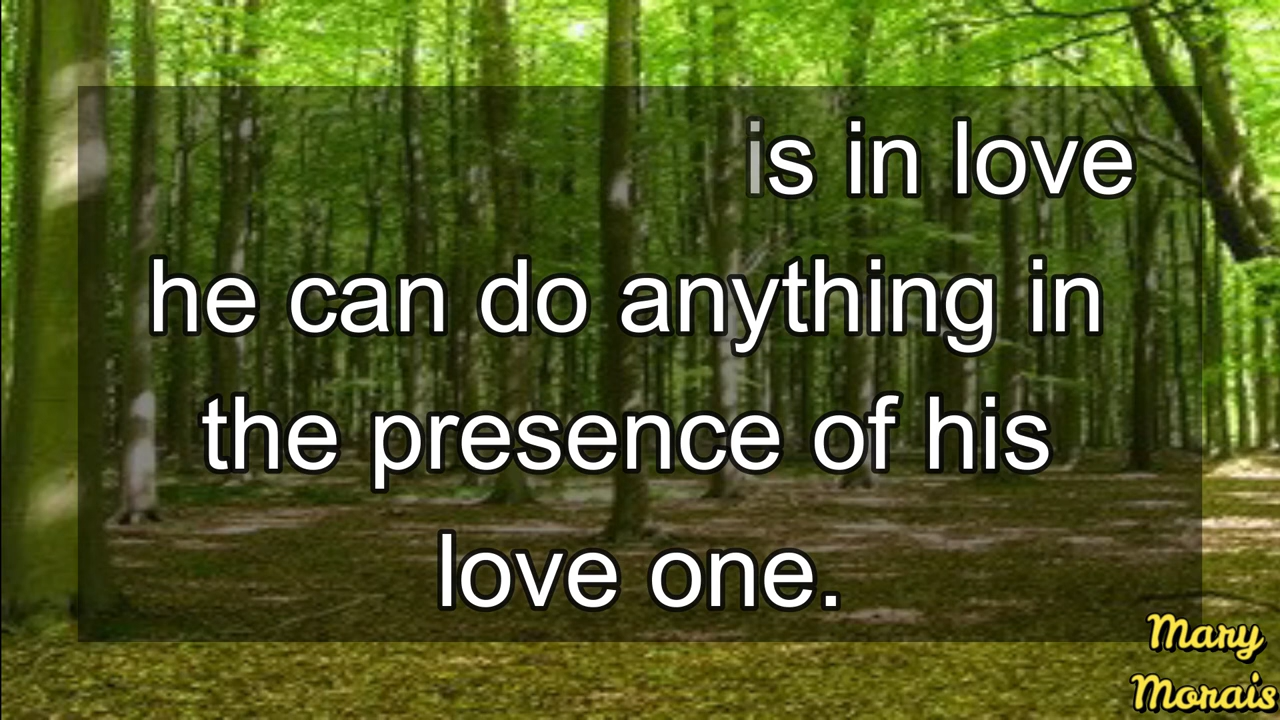 is in love
he can do anything in
the presence of his
love one.
Mary
Morais